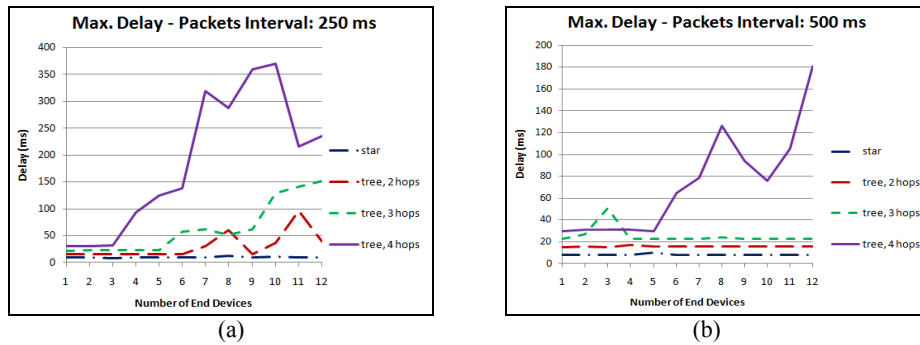 Max. Delay - Packets Interval: 250 ms
400
350
300
250
200
150
100
50
0
Delay (ms)
1 2 3 4 5 6 7 8 9 10 11 12
Number of End Devices
star
tree, 2 hops
tree, 3 hops
tree, 4 hops
(a)
Max. Delay - Packets Interval: 500 ms
200
180
160
140
120
100
80
60
40
20
0
Delay (ms)
1 2 3 4 5 6 7 8 9 10 11 12
Number of End Devices
star
tree, 2 hops
tree, 3 hops
tree, 4 hops
(b)